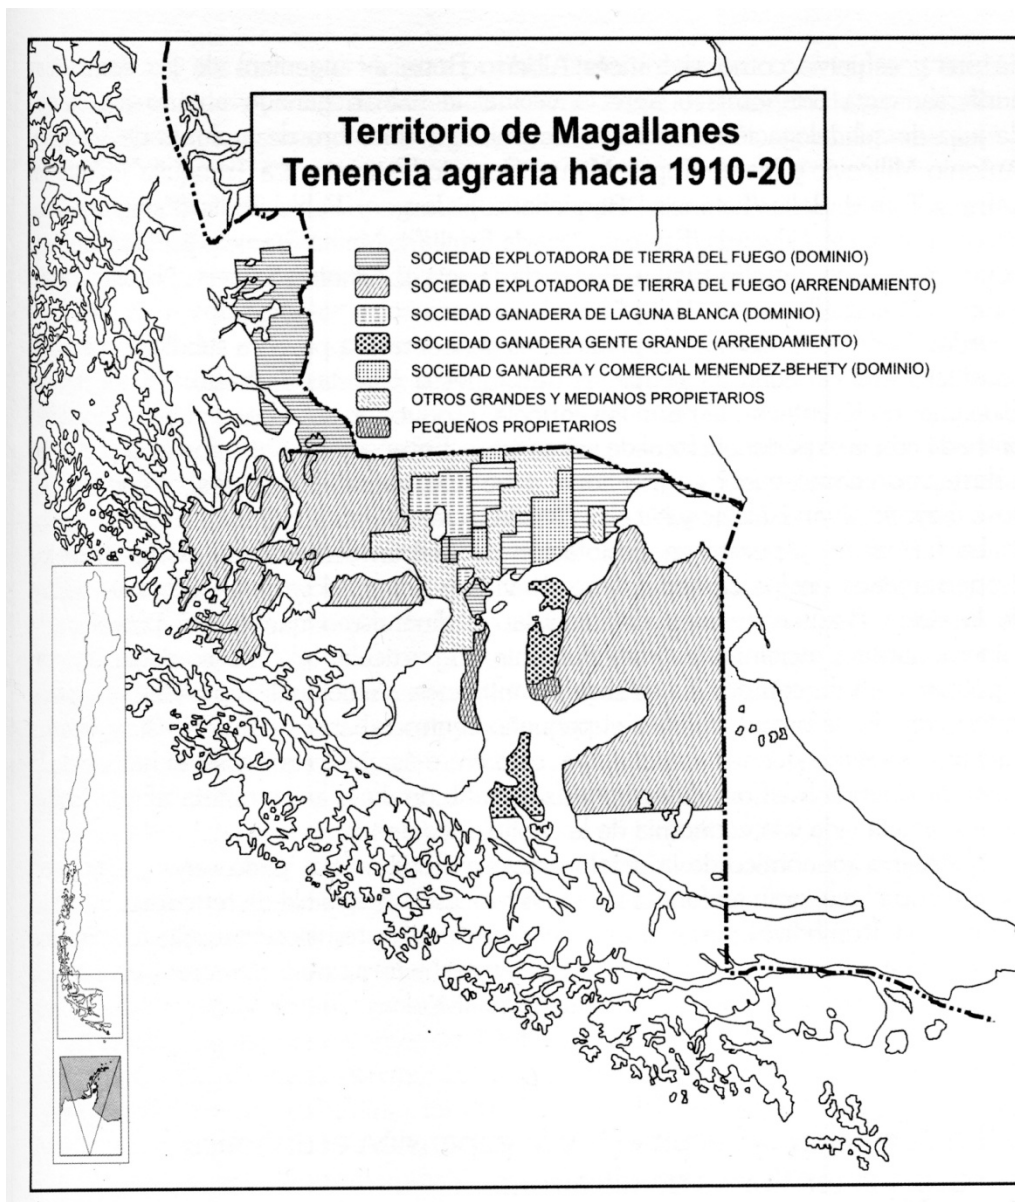 Territorio de Magallanes
Tenencia agraria hacia 1910-20
SOCIEDAD EXPLOTADORA DE TIERRA DEL FUEGO (DOMINIO)
SOCIEDAD EXPLOTADORA DE TIERRA DEL FUEGO (ARRENDAMIENTO)
SOCIEDAD GANADERA DE LAGUNA BLANCA (DOMINIO)
SOCIEDAD GANADERA GENTE GRANDE (ARRENDAMIENTO)
SOCIEDAD GANADERA Y COMERCIAL MENENDEZ-BEHETY (DOMINIO)
OTROS GRANDES Y MEDIANOS PROPIETARIOS
PEQUEÑOS PROPIETARIOS